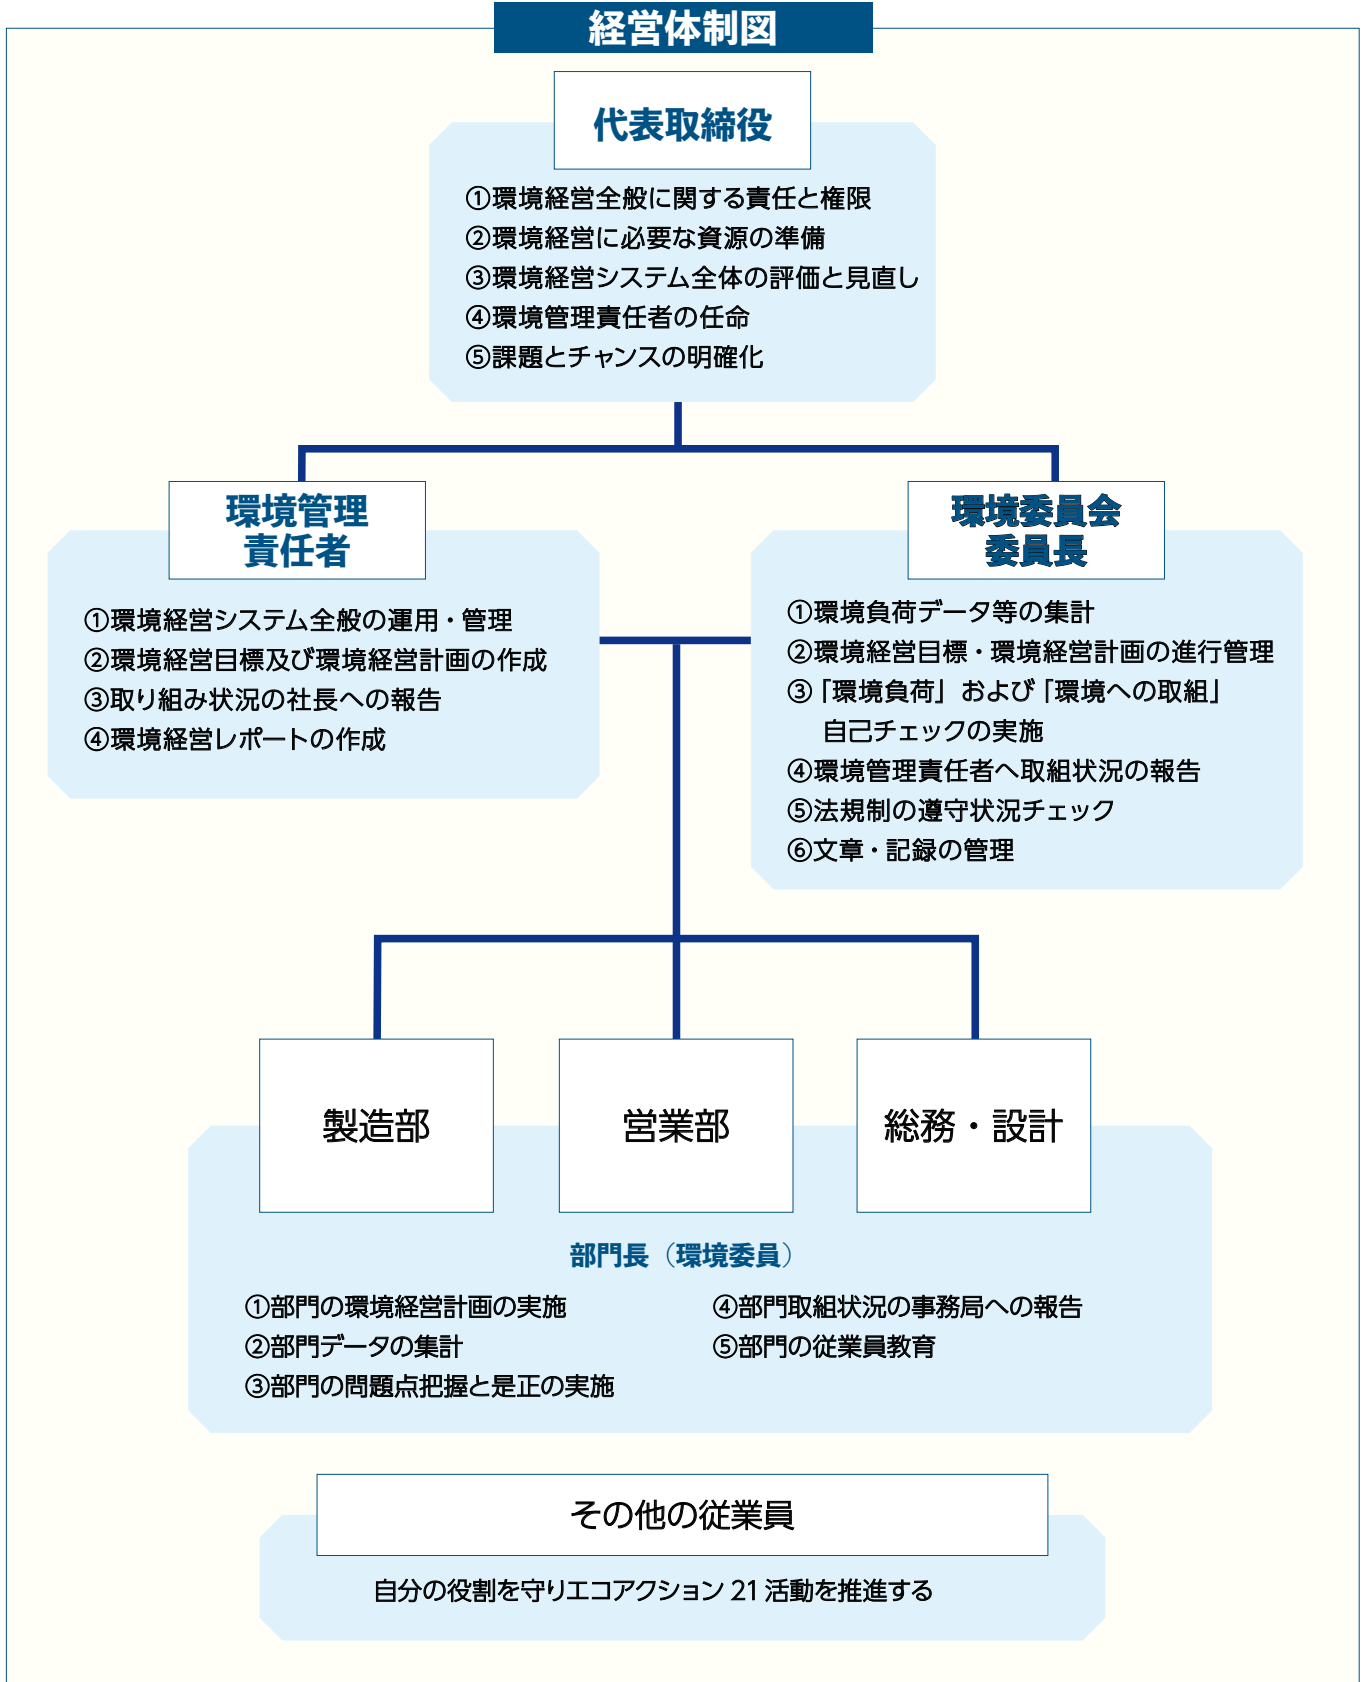 経営体制図
代表取締役
①環境経営全般に関する責任と権限
②環境経営に必要な資源の準備
③環境経営システム全体の評価と見直し
④環境管理責任者の任命
⑤課題とチャンスの明確化
環境管理
責任者
①環境経営システム全般の運用・管理
②環境経営目標及び環境経営計画の作成
③取り組み状況の社長への報告
④環境経営レポートの作成
環境委員会
委員長
①環境負荷データ等の集計
②環境経営目標・環境経営計画の進行管理
③「環境負荷」および「環境への取組」
自己チェックの実施
④環境管理責任者へ取組状況の報告
⑤法規制の遵守状況チェック
⑥文章・記録の管理
製造部
営業部
総務・設計
部門長（環境委員）
①部門の環境経営計画の実施
②部門データの集計
③部門の問題点把握と是正の実施
④部門取組状況の事務局への報告
⑤部門の従業員教育
その他の従業員
自分の役割を守りエコアクション 21 活動を推進する